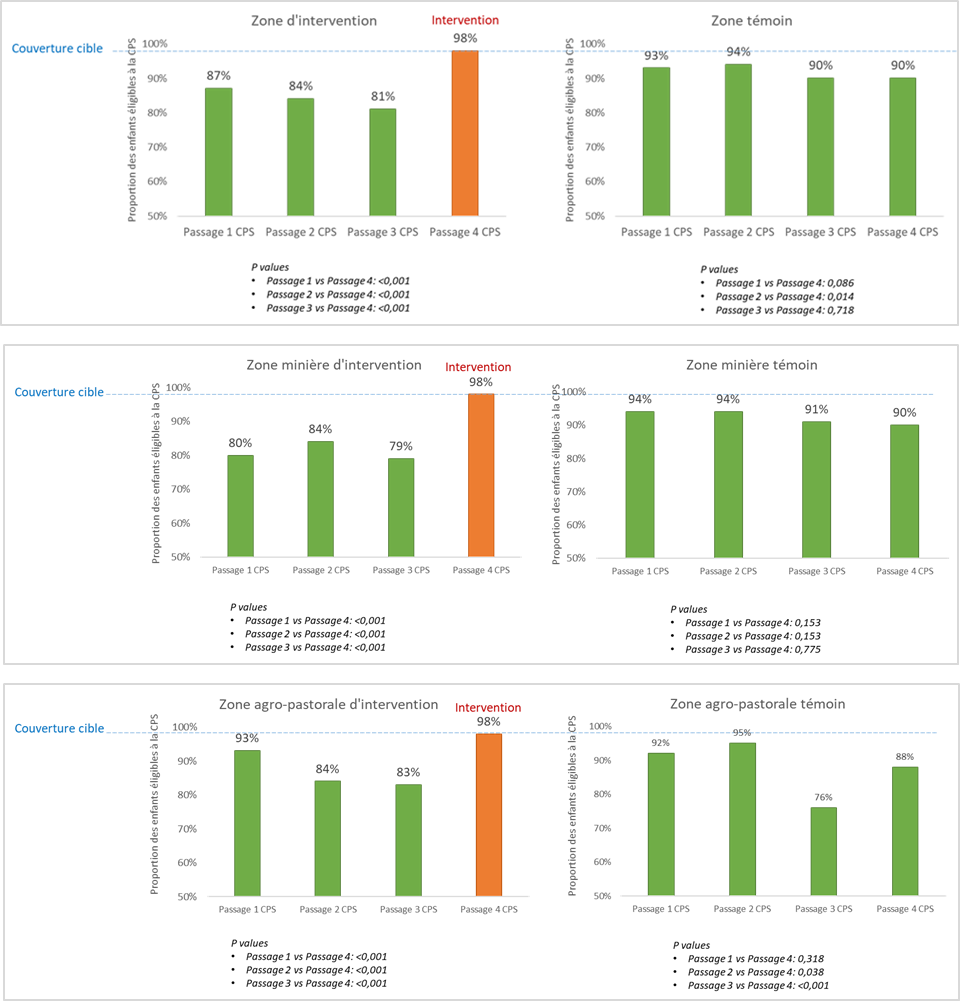 Zone d'intervention
Intervention
Couverture cible
Proportion des enfants éligibles à la CPS
100%
90%
80%
70%
60%
50%
87%
84%
81%
98%
Passage 1 CPS
Passage 2 CPS
Passage 3 CPS
Passage 4 CPS
P values
• Passage 1 vs Passage 4: <0,001
• Passage 2 vs Passage 4: <0,001
• Passage 3 vs Passage 4: <0,001
Zone témoin
Proportion des enfants éligibles à la CPS
100%
90%
80%
70%
60%
50%
93%
94%
90%
90%
Passage 1 CPS
Passage 2 CPS
Passage 3 CPS
Passage 4 CPS
P values
• Passage 1 vs Passage 4: 0,086
• Passage 2 vs Passage 4: 0,014
• Passage 3 vs Passage 4: 0,718
Zone minière d'intervention
Intervention
Couverture cible
Proportion des enfants éligibles à la CPS
100%
90%
80%
70%
60%
50%
80%
84%
79%
98%
Passage 1 CPS
Passage 2 CPS
Passage 3 CPS
Passage 4 CPS
P values
• Passage 1 vs Passage 4: <0,001
• Passage 2 vs Passage 4: <0,001
• Passage 3 vs Passage 4: <0,001
Zone minière témoin
Proportion des enfants éligibles à la CPS
100%
90%
80%
70%
60%
50%
94%
94%
91%
90%
Passage 1 CPS
Passage 2 CPS
Passage 3 CPS
Passage 4 CPS
P values
• Passage 1 vs Passage 4: 0,153
• Passage 2 vs Passage 4: 0,153
• Passage 3 vs Passage 4: 0,775
Zone agro-pastorale d'intervention
Intervention
Couverture cible
Proportion des enfants éligibles à la CPS
100%
90%
80%
70%
60%
50%
93%
84%
83%
98%
Passage 1 CPS
Passage 2 CPS
Passage 3 CPS
Passage 4 CPS
P values
• Passage 1 vs Passage 4: <0,001
• Passage 2 vs Passage 4: <0,001
• Passage 3 vs Passage 4: <0,001
Zone agro-pastorale témoin
Proportion des enfants éligibles à la CPS
100%
90%
80%
70%
60%
50%
92%
95%
76%
88%
Passage 1 CPS
Passage 2 CPS
Passage 3 CPS
Passage 4 CPS
P values
• Passage 1 vs Passage 4: 0,318
• Passage 2 vs Passage 4: 0,038
• Passage 3 vs Passage 4: <0,001